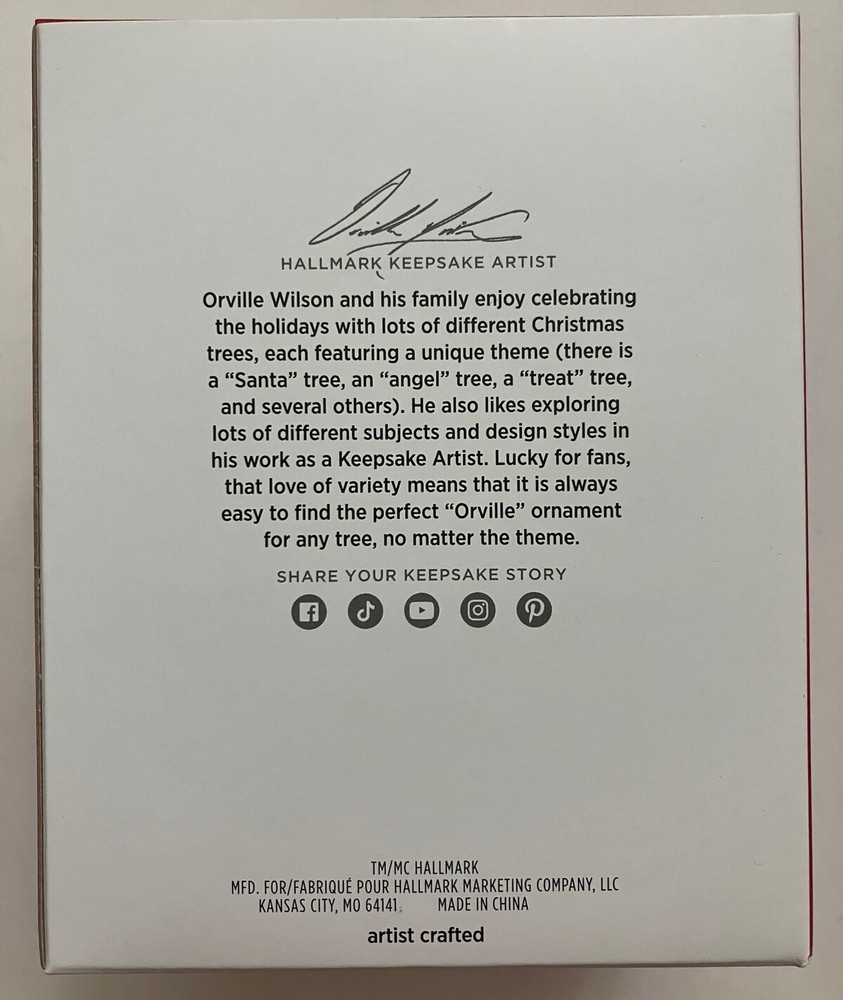 Orville Wilson
HALLMARK KEEPSAKE ARTIST
Orville Wilson and his family enjoy celebrating
the holidays with lots of different Christmas
trees, each featuring a unique theme (there is
a “Santa” tree, an “angel” tree, a “treat” tree,
and several others). He also likes exploring
lots of different subjects and design styles in
his work as a Keepsake Artist. Lucky for fans,
that love of variety means that it is always
easy to find the perfect “Orville” ornament
for any tree, no matter the theme.
SHARE YOUR KEEPSAKE STORY
TM/MC HALLMARK
MFD. FOR/FABRIQUÉ POUR HALLMARK MARKETING COMPANY, LLC
KANSAS CITY, MO 64141 MADE IN CHINA
artist crafted